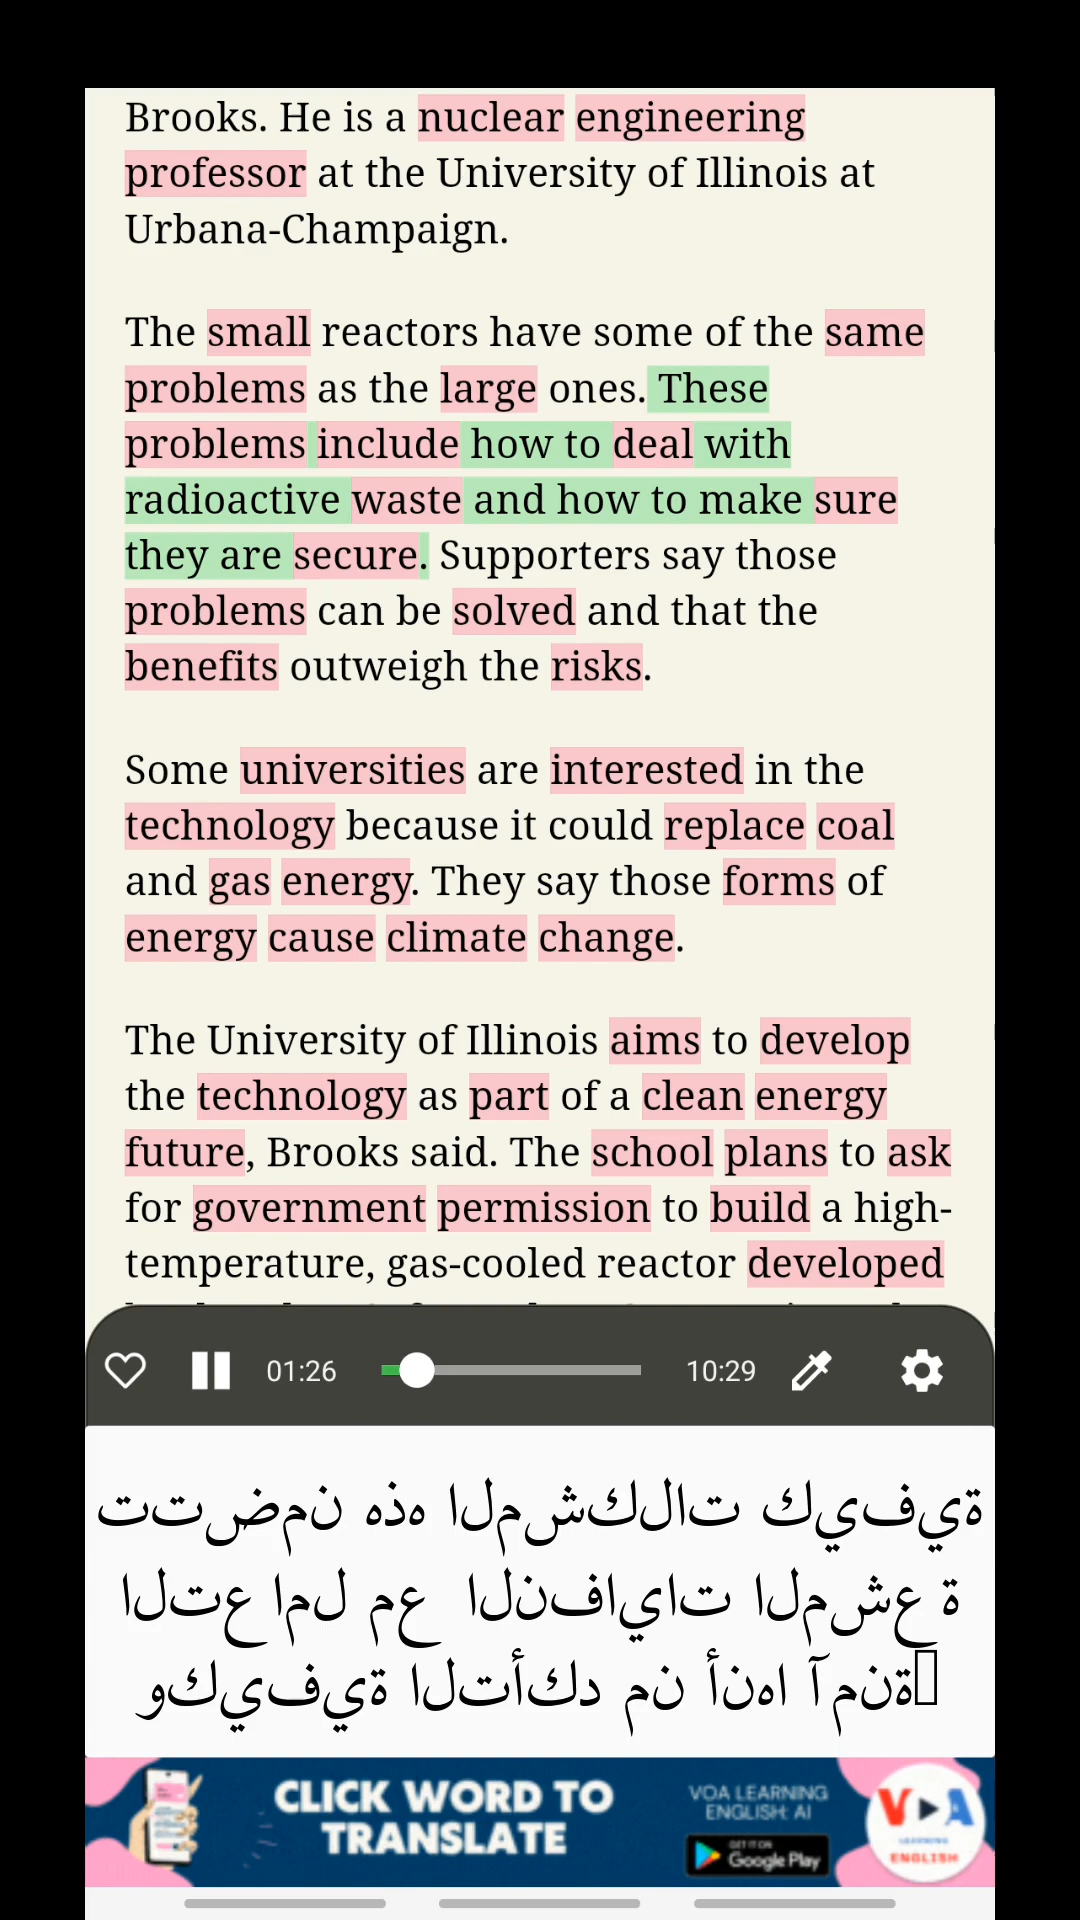 Brooks. He is a nuclear engineering
professor at the University of Illinois at
Urbana-Champaign.
The small reactors have some of the same
problems as the large ones. These
problems include how to deal with
radioactive waste and how to make sure
they are secure. Supporters say those
problems can be solved and that the
benefits outweigh the risks.
Some universities are interested in the
technology because it could replace coal
and gas energy. They say those forms of
energy cause climate change.
The University of Illinois aims to develop
the technology as part of a clean energy
future, Brooks said. The school plans to ask
for government permission to build a high-
temperature, gas-cooled reactor developed
01:26
10:29
تتضمن هذه المشكلات كيفية
التعامل مع النفايات المشعة
وكيفية التأكد من أنها آمنة
CLICK WORD TO
TRANSLATE
VOA LEARNING
ENGLISH: AI
GET IT ON
Google Play
VOA
LEARNING
ENGLISH